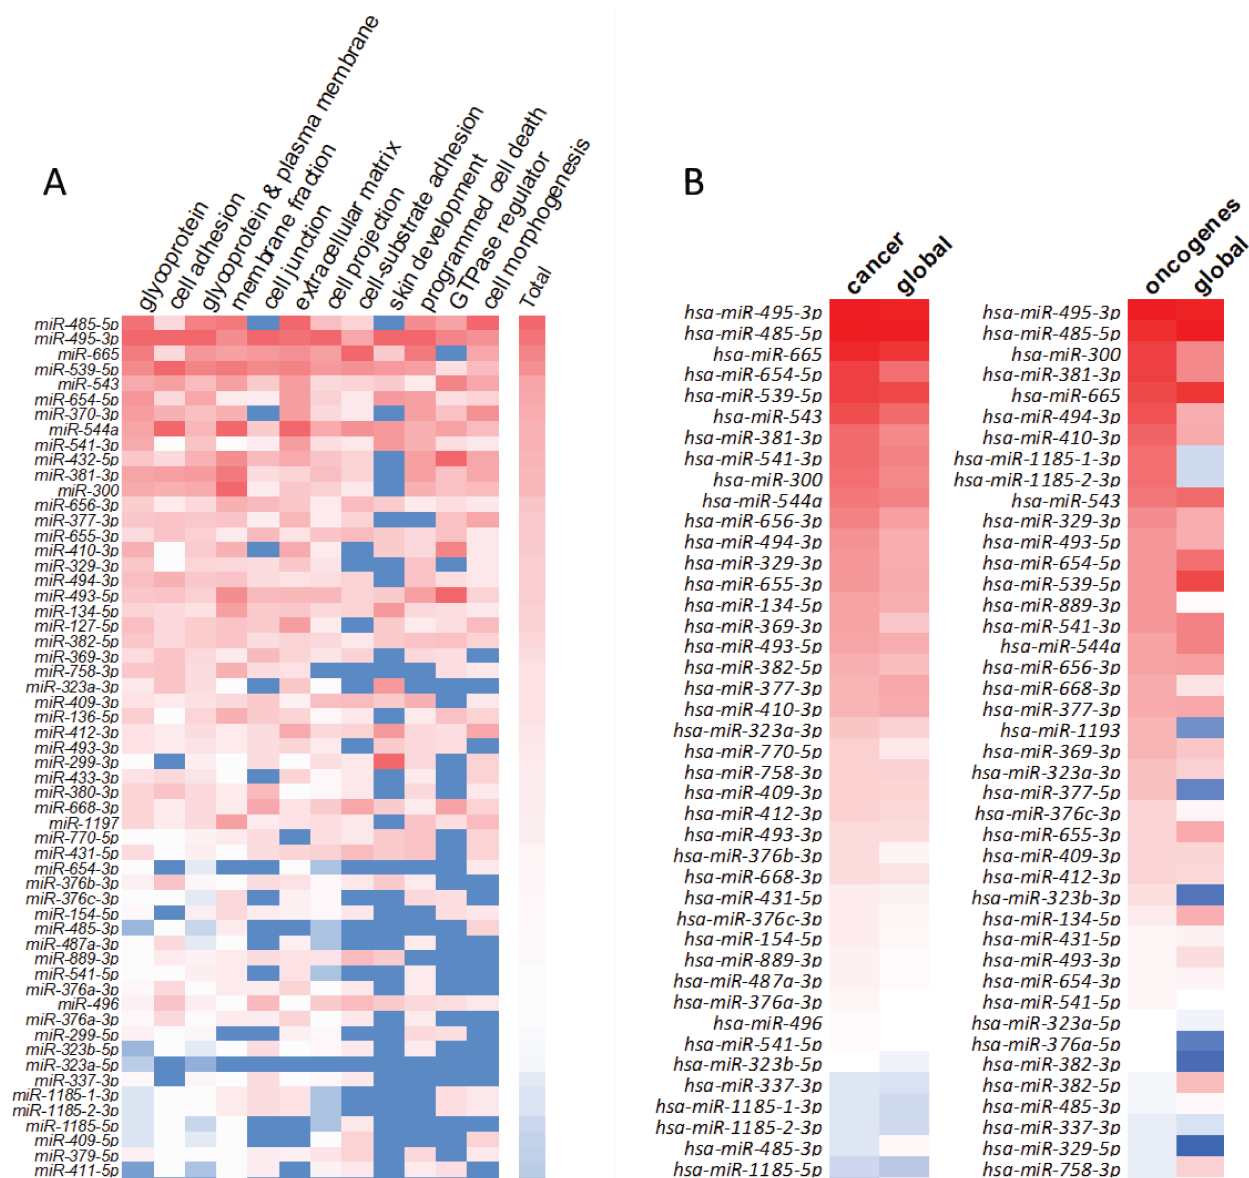 A
glycoprotein
cell adhesion
glycoprotein & plasma membrane
membrane fraction
cell junction
extracellular matrix
cell projection
cell-substrate adhesion
skin development
programmed cell death
GTPase regulator
cell morphogenesis
Total
miR-485-5p
miR-495-3p
miR-665
miR-539-5p
miR-543
miR-654-5p
miR-370-3p
miR-544a
miR-541-3p
miR-432-5p
miR-381-3p
miR-300
miR-656-3p
miR-377-3p
miR-655-3p
miR-410-3p
miR-329-3p
miR-494-3p
miR-493-5p
miR-134-5p
miR-127-5p
miR-382-5p
miR-369-3p
miR-758-3p
miR-323a-3p
miR-409-3p
miR-136-5p
miR-412-3p
miR-493-3p
miR-299-3p
miR-433-3p
miR-380-3p
miR-668-3p
miR-1197
miR-770-5p
miR-431-5p
miR-654-3p
miR-376b-3p
miR-376c-3p
miR-154-5p
miR-485-3p
miR-487a-3p
miR-889-3p
miR-541-5p
miR-376a-3p
miR-496
miR-376a-3p
miR-299-5p
miR-323b-5p
miR-323a-5p
miR-337-3p
miR-1185-1-3p
miR-1185-2-3p
miR-1185-5p
miR-409-5p
miR-379-5p
miR-411-5p
B
cancer
global
hsa-miR-495-3p
hsa-miR-485-5p
hsa-miR-665
hsa-miR-654-5p
hsa-miR-539-5p
hsa-miR-543
hsa-miR-381-3p
hsa-miR-541-3p
hsa-miR-300
hsa-miR-544a
hsa-miR-656-3p
hsa-miR-494-3p
hsa-miR-329-3p
hsa-miR-655-3p
hsa-miR-134-5p
hsa-miR-369-3p
hsa-miR-493-5p
hsa-miR-382-5p
hsa-miR-377-3p
hsa-miR-410-3p
hsa-miR-323a-3p
hsa-miR-770-5p
hsa-miR-758-3p
hsa-miR-409-3p
hsa-miR-412-3p
hsa-miR-493-3p
hsa-miR-376b-3p
hsa-miR-668-3p
hsa-miR-431-5p
hsa-miR-376c-3p
hsa-miR-154-5p
hsa-miR-889-3p
hsa-miR-487a-3p
hsa-miR-376a-3p
hsa-miR-496
hsa-miR-541-5p
hsa-miR-323b-5p
hsa-miR-337-3p
hsa-miR-1185-1-3p
hsa-miR-1185-2-3p
hsa-miR-485-3p
hsa-miR-1185-5p
oncogenes
global
hsa-miR-495-3p
hsa-miR-485-5p
hsa-miR-300
hsa-miR-381-3p
hsa-miR-665
hsa-miR-494-3p
hsa-miR-410-3p
hsa-miR-1185-1-3p
hsa-miR-1185-2-3p
hsa-miR-543
hsa-miR-329-3p
hsa-miR-493-5p
hsa-miR-654-5p
hsa-miR-539-5p
hsa-miR-889-3p
hsa-miR-541-3p
hsa-miR-544a
hsa-miR-656-3p
hsa-miR-668-3p
hsa-miR-377-3p
hsa-miR-1193
hsa-miR-369-3p
hsa-miR-323a-3p
hsa-miR-377-5p
hsa-miR-376c-3p
hsa-miR-655-3p
hsa-miR-409-3p
hsa-miR-412-3p
hsa-miR-323b-3p
hsa-miR-134-5p
hsa-miR-431-5p
hsa-miR-493-3p
hsa-miR-654-3p
hsa-miR-541-5p
hsa-miR-323a-5p
hsa-miR-376a-5p
hsa-miR-382-3p
hsa-miR-382-5p
hsa-miR-485-3p
hsa-miR-337-3p
hsa-miR-329-5p
hsa-miR-758-3p